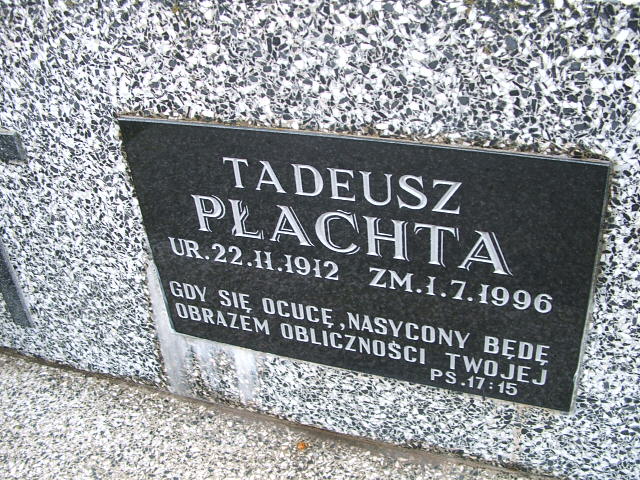 TADEUSZ
PŁACHTA
UR. 22.11.1912 ZM.1.7.1996
GDY SIĘ OCUCĘ, NASYCONY BĘDĘ
OBRAZEM OBLICZNOŚCI TWOJEJ
PS. 17:15